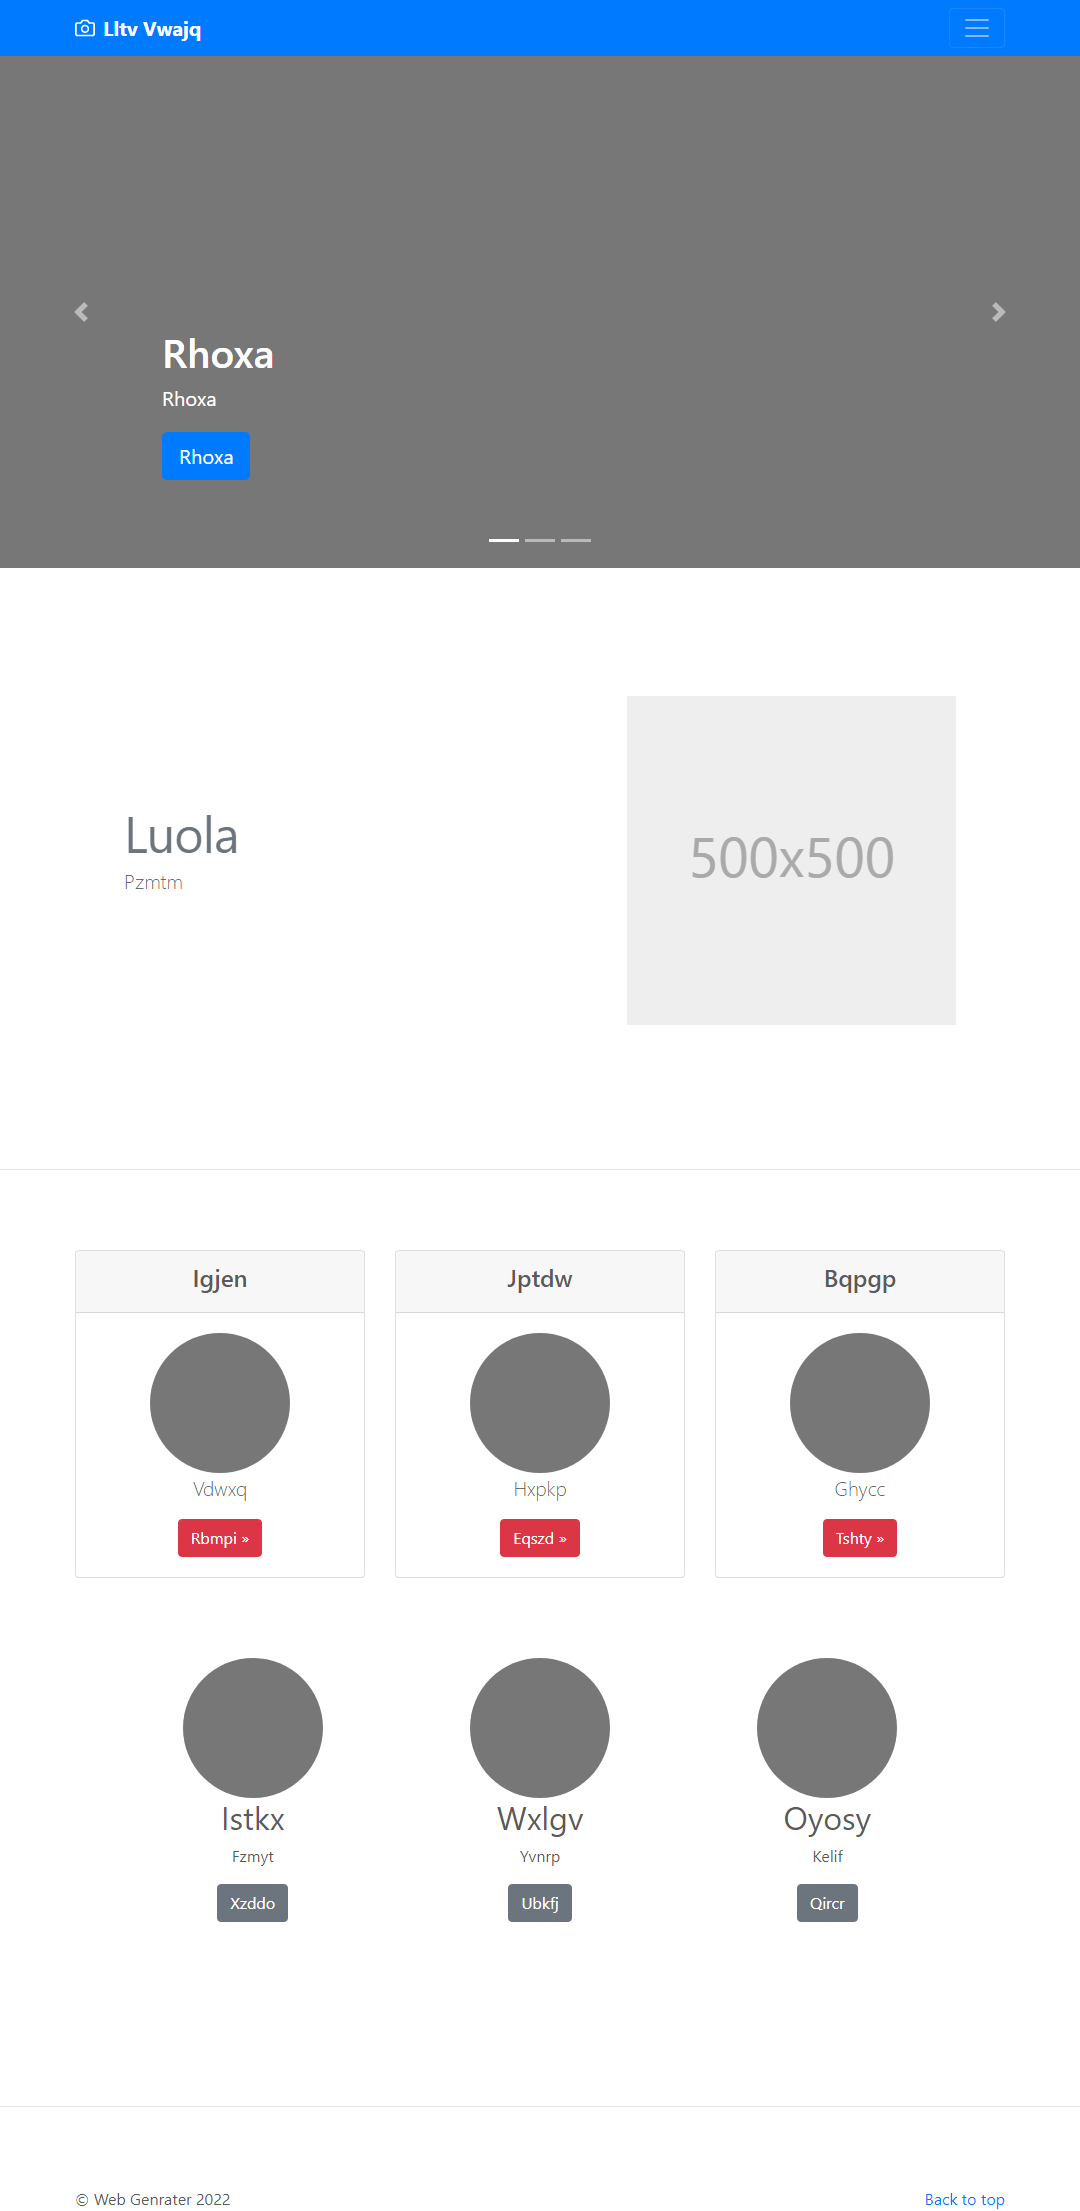 Lltv Vwajq
Rhoxa
Rhoxa
Rhoxa
Luola
Pzmtm
500x500
Igjen
Jptdw
Bqpgp
Vdwxq
Hxpkp
Ghycc
Rbmpi »
Eqszd »
Tshty »
Istkx
Wxlgv
Oyosy
Fzmyt
Yvnrp
Kelif
Xzddo
Ubkfj
Qircr
© Web Genrater 2022
Back to top